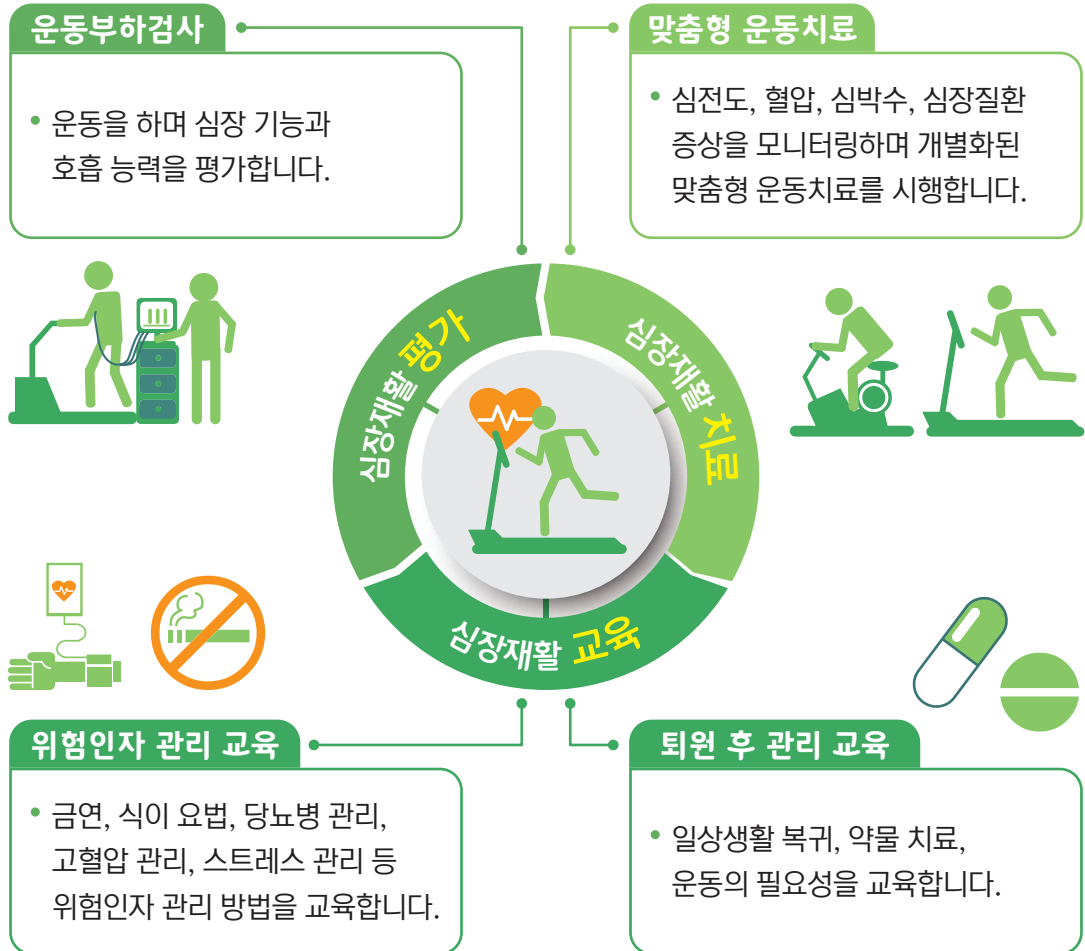 운동부하검사
• 운동을 하며 심장 기능과
호흡 능력을 평가합니다.
맞춤형 운동치료
• 심전도, 혈압, 심박수, 심장질환
증상을 모니터링하며 개별화된
맞춤형 운동치료를 시행합니다.
심장재활 평가
심장재활 치료
심장재활 교육
위험인자 관리 교육
• 금연, 식이 요법, 당뇨병 관리,
고혈압 관리, 스트레스 관리 등
위험인자 관리 방법을 교육합니다.
퇴원 후 관리 교육
• 일상생활 복귀, 약물 치료,
운동의 필요성을 교육합니다.